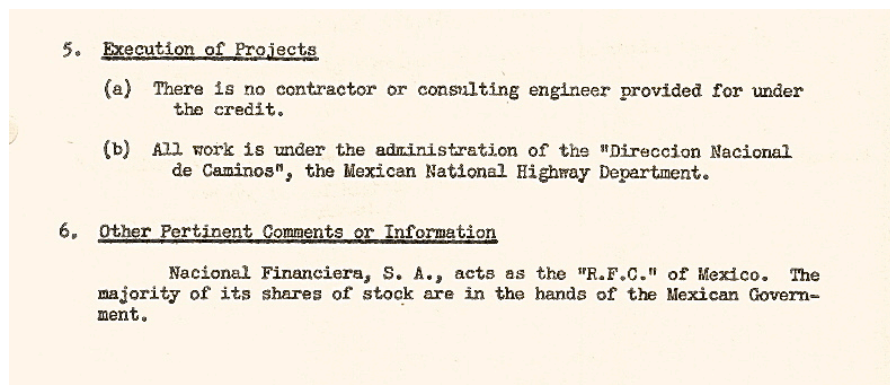 5. Execution of Projects
(a) There is no contractor or consulting engineer provided for under
the credit.
(b) All work is under the administration of the "Direccion Nacional
de Caminos", the Mexican National Highway Department.
6. Other Pertinent Comments or Information
Nacional Financiera, S. A., acts as the "R.F.C." of Mexico. The
majority of its shares of stock are in the hands of the Mexican Govern-
ment.